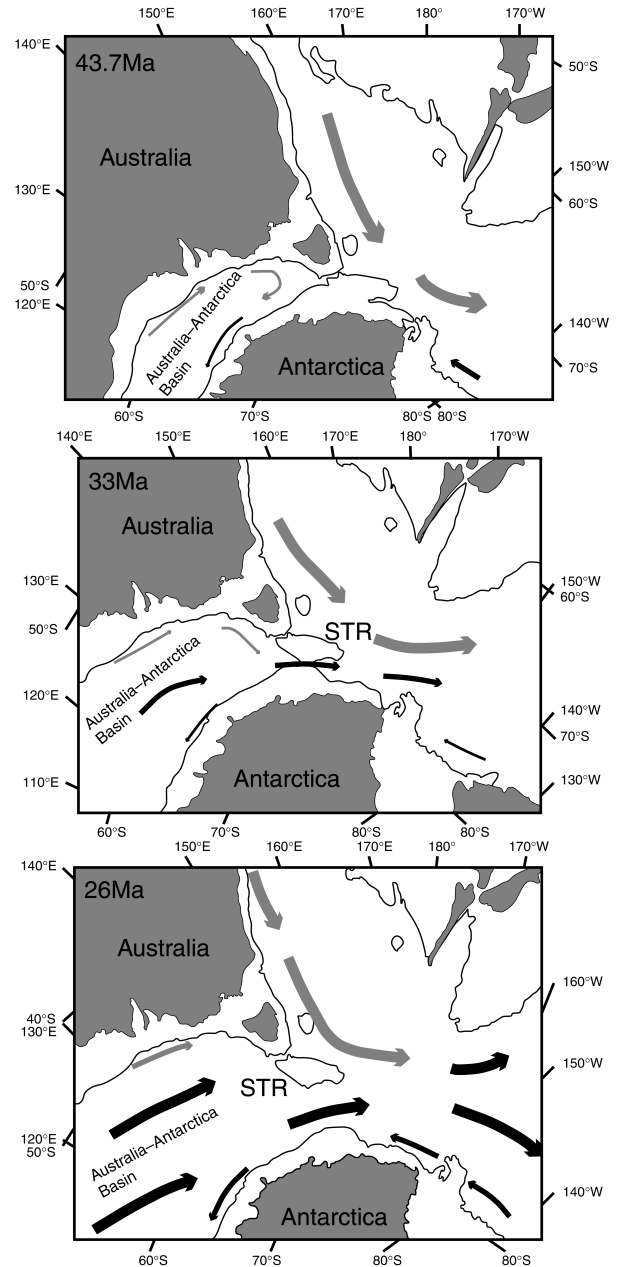 150°E 160°E 170°E 180° 170°W
140°E
43.7Ma
50°S
Australia
150°W
130°E
60°S
50°S
120°E
Australia–Antarctica
Basin
140°W
Antarctica
70°S
60°S 70°S 80°S 80°S
140°E 150°E 160°E 170°E 180° 170°W
33Ma
Australia
130°E
150°W
60°S
50°S
STR
Australia–Antarctica
Basin
120°E
140°W
70°S
Antarctica
110°E
130°W
60°S 70°S 80°S 80°S
150°E 160°E 170°E 180° 170°W
140°E
26Ma
Australia
160°W
40°S
130°E
150°W
STR
Australia–Antarctica
Basin
120°E
50°S
140°W
Antarctica
60°S 70°S 80°S 80°S